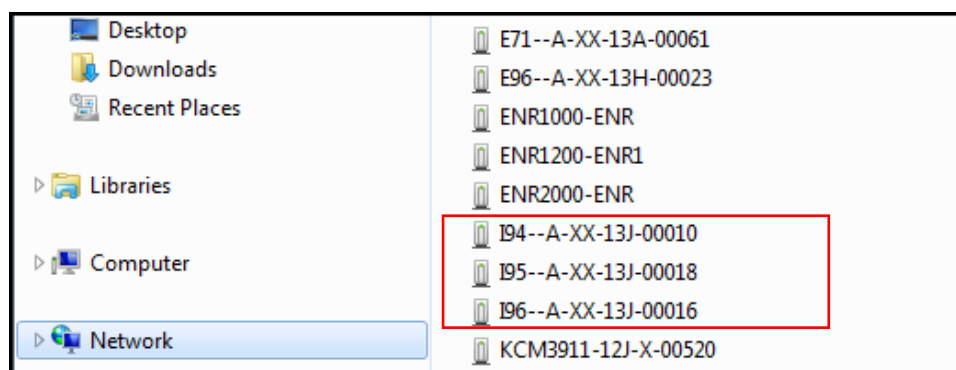 Desktop
Downloads
Recent Places
Libraries
Computer
Network
E71--A-XX-13A-00061
E96--A-XX-13H-00023
ENR1000-ENR
ENR1200-ENR1
ENR2000-ENR
I94--A-XX-13J-00010
I95--A-XX-13J-00018
I96--A-XX-13J-00016
KCM3911-12J-X-00520